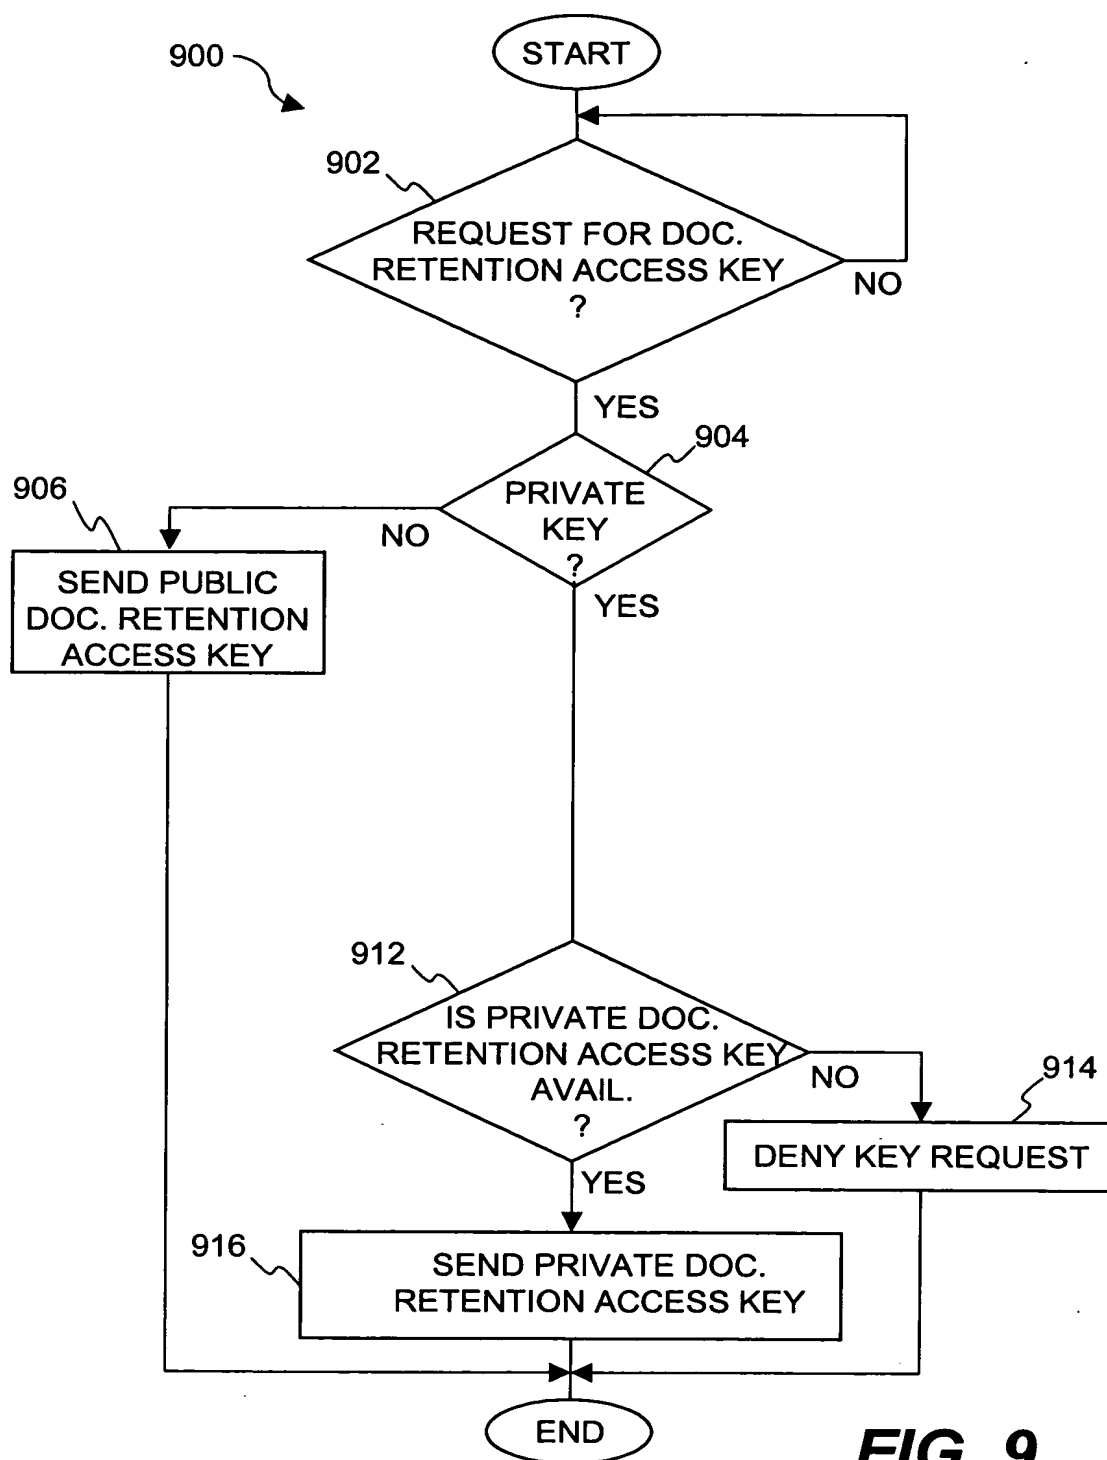 START
900
902
REQUEST FOR DOC.
RETENTION ACCESS KEY
?
NO
YES
904
PRIVATE
KEY
?
NO
YES
906
SEND PUBLIC
DOC. RETENTION
ACCESS KEY
912
IS PRIVATE DOC.
RETENTION ACCESS KEY
AVAIL.
?
NO
914
DENY KEY REQUEST
YES
916
SEND PRIVATE DOC.
RETENTION ACCESS KEY
END
FIG. 9